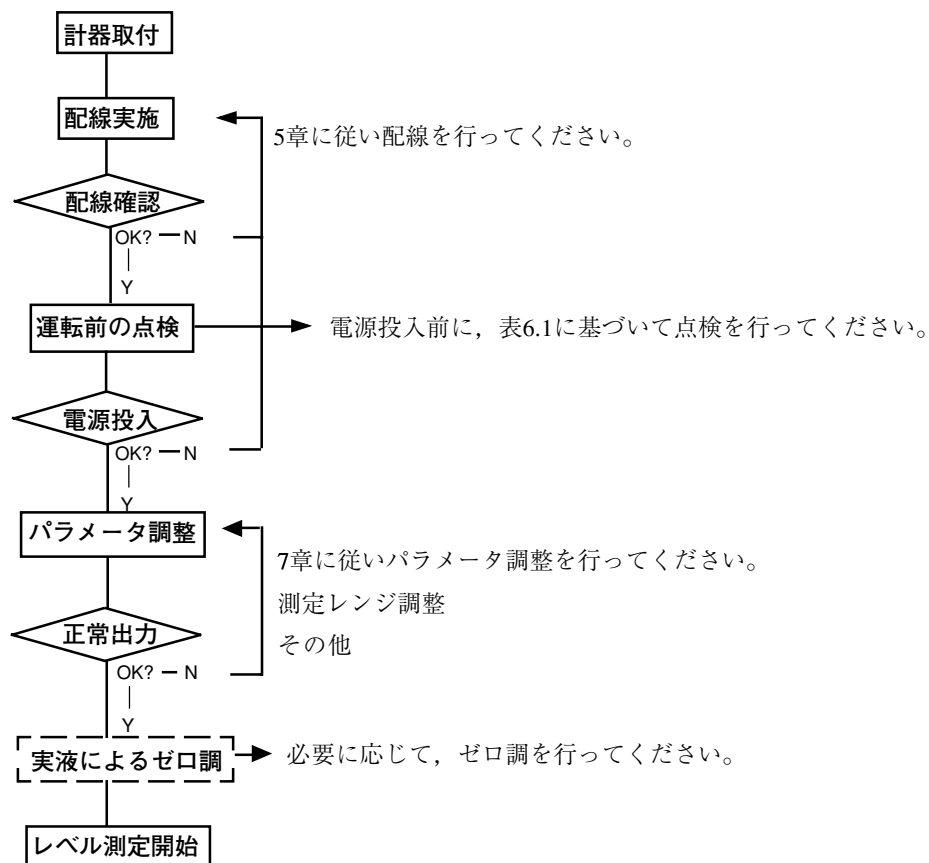 計器取付
配線実施
5章に従い配線を行ってください。
配線確認
OK? N
Y
運転前の点検
電源投入前に，表6.1に基づいて点検を行ってください。
電源投入
OK? N
Y
パラメータ調整
7章に従いパラメータ調整を行ってください。
測定レンジ調整
正常出力
その他
OK? N
Y
実液によるゼロ調
必要に応じて，ゼロ調を行ってください。
レベル測定開始